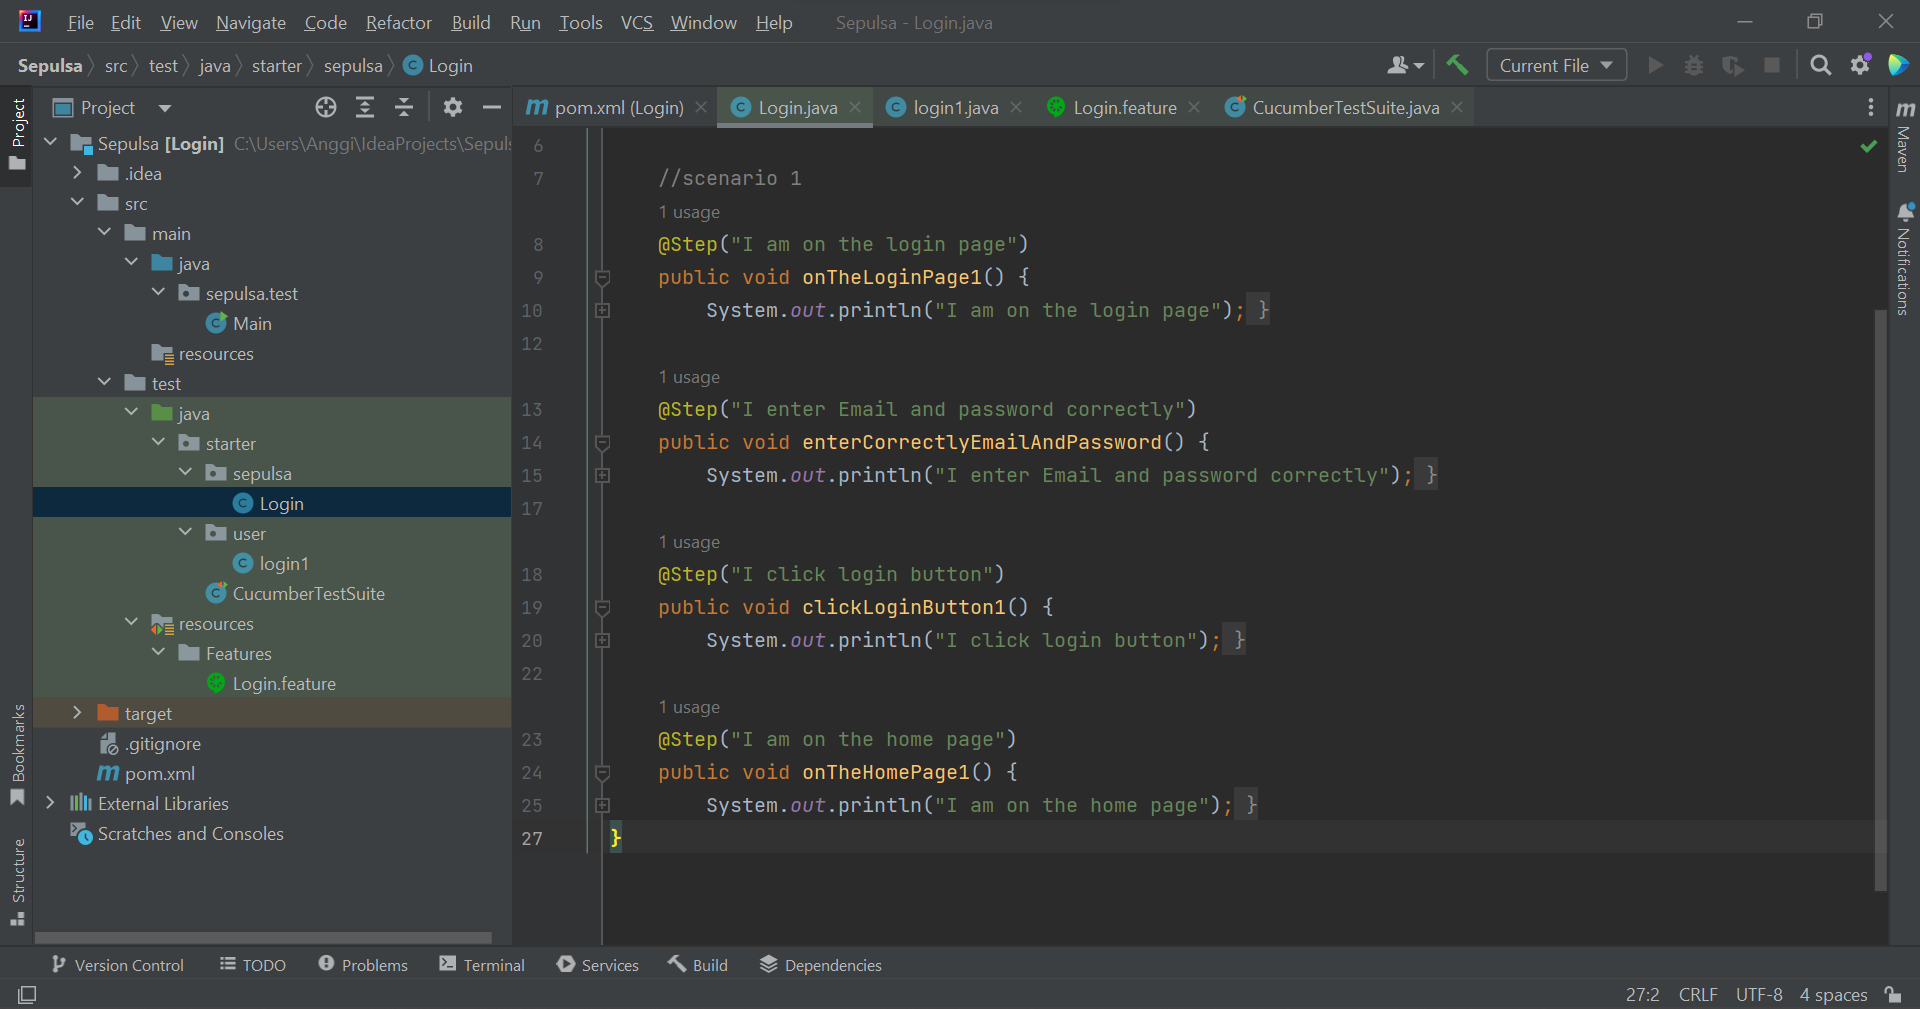 File Edit View Navigate Code Refactor Build Run Tools VCS Window Help Sepulsa - Login.java
Sepulsa src test java starter sepulsa Login Current File
Project
pom.xml (Login) Login.java login1.java Login.feature CucumberTestSuite.java
Project
Bookmarks
Structure
Sepulsa [Login] C:\Users\Anggi\IdeaProjects\Sepuls
.idea
src
main
java
sepulsa.test
Main
resources
test
java
starter
sepulsa
Login
user
login1
CucumberTestSuite
resources
Features
Login.feature
target
.gitignore
pom.xml
External Libraries
Scratches and Consoles
6
7 //scenario 1
1 usage
8 @Step("I am on the login page")
9 public void onTheLoginPage1() {
10 System.out.println("I am on the login page"); }
12
1 usage
13 @Step("I enter Email and password correctly")
14 public void enterCorrectlyEmailAndPassword() {
15 System.out.println("I enter Email and password correctly"); }
17
1 usage
18 @Step("I click login button")
19 public void clickLoginButton1() {
20 System.out.println("I click login button"); }
22
1 usage
23 @Step("I am on the home page")
24 public void onTheHomePage1() {
25 System.out.println("I am on the home page"); }
27 }
Maven
Notifications
Version Control TODO Problems Terminal Services Build Dependencies
27:2 CRLF UTF-8 4 spaces